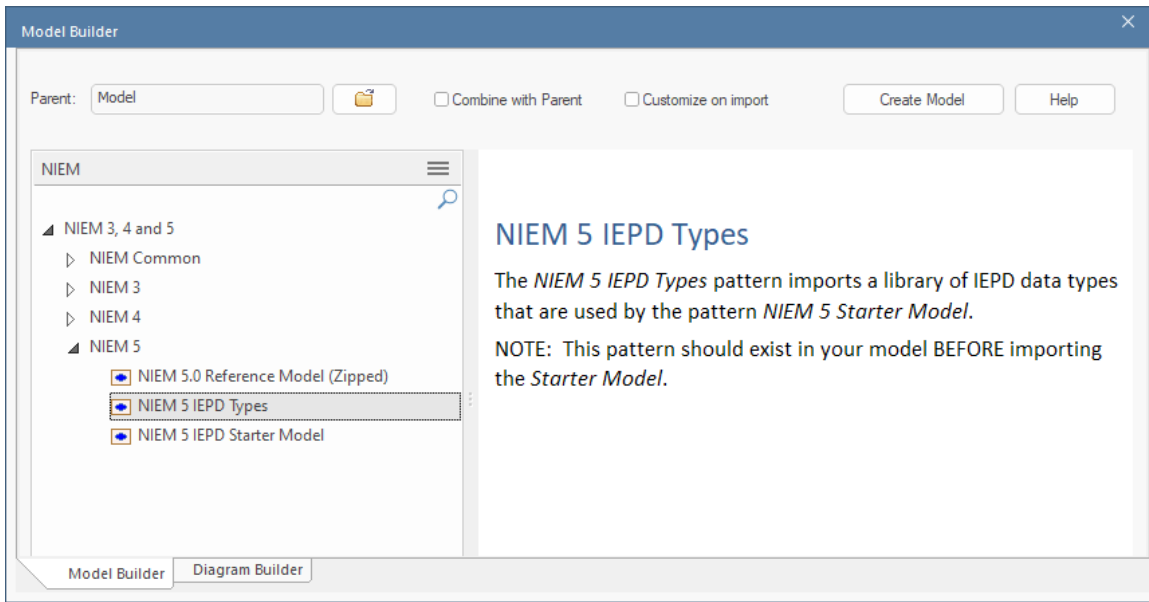 Model Builder
Parent: Model Combine with Parent Customize on import Create Model Help
NIEM
NIEM 3, 4 and 5
NIEM Common
NIEM 3
NIEM 4
NIEM 5
NIEM 5.0 Reference Model (Zipped)
NIEM 5 IEPD Types
NIEM 5 IEPD Starter Model
NIEM 5 IEPD Types
The NIEM 5 IEPD Types pattern imports a library of IEPD data types
that are used by the pattern NIEM 5 Starter Model.
NOTE: This pattern should exist in your model BEFORE importing
the Starter Model.
Model Builder Diagram Builder